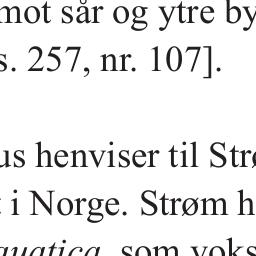 mot sår og ytre by
s. 257, nr. 107].
us henviser til Strø
t i Norge. Strøm h
quatica, som voks